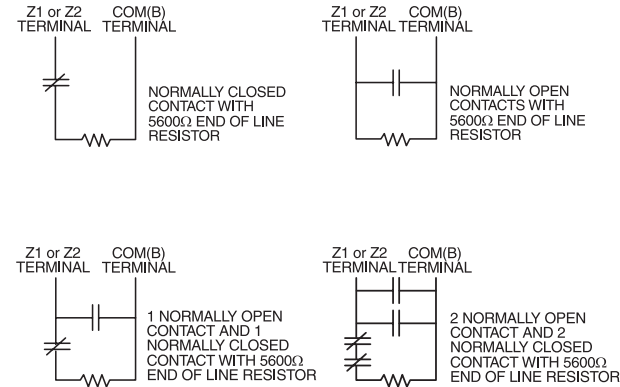 Z1 or Z2 COM(B)
TERMINAL TERMINAL
NORMALLY CLOSED
CONTACT WITH
5600Ω END OF LINE
RESISTOR
Z1 or Z2 COM(B)
TERMINAL TERMINAL
NORMALLY OPEN
CONTACTS WITH
5600Ω END OF LINE
RESISTOR
Z1 or Z2 COM(B)
TERMINAL TERMINAL
1 NORMALLY OPEN
CONTACT AND 1
NORMALLY CLOSED
CONTACT WITH 5600Ω
END OF LINE RESISTOR
Z1 or Z2 COM(B)
TERMINAL TERMINAL
2 NORMALLY OPEN
CONTACT AND 2
NORMALLY CLOSED
CONTACT WITH 5600Ω
END OF LINE RESISTOR